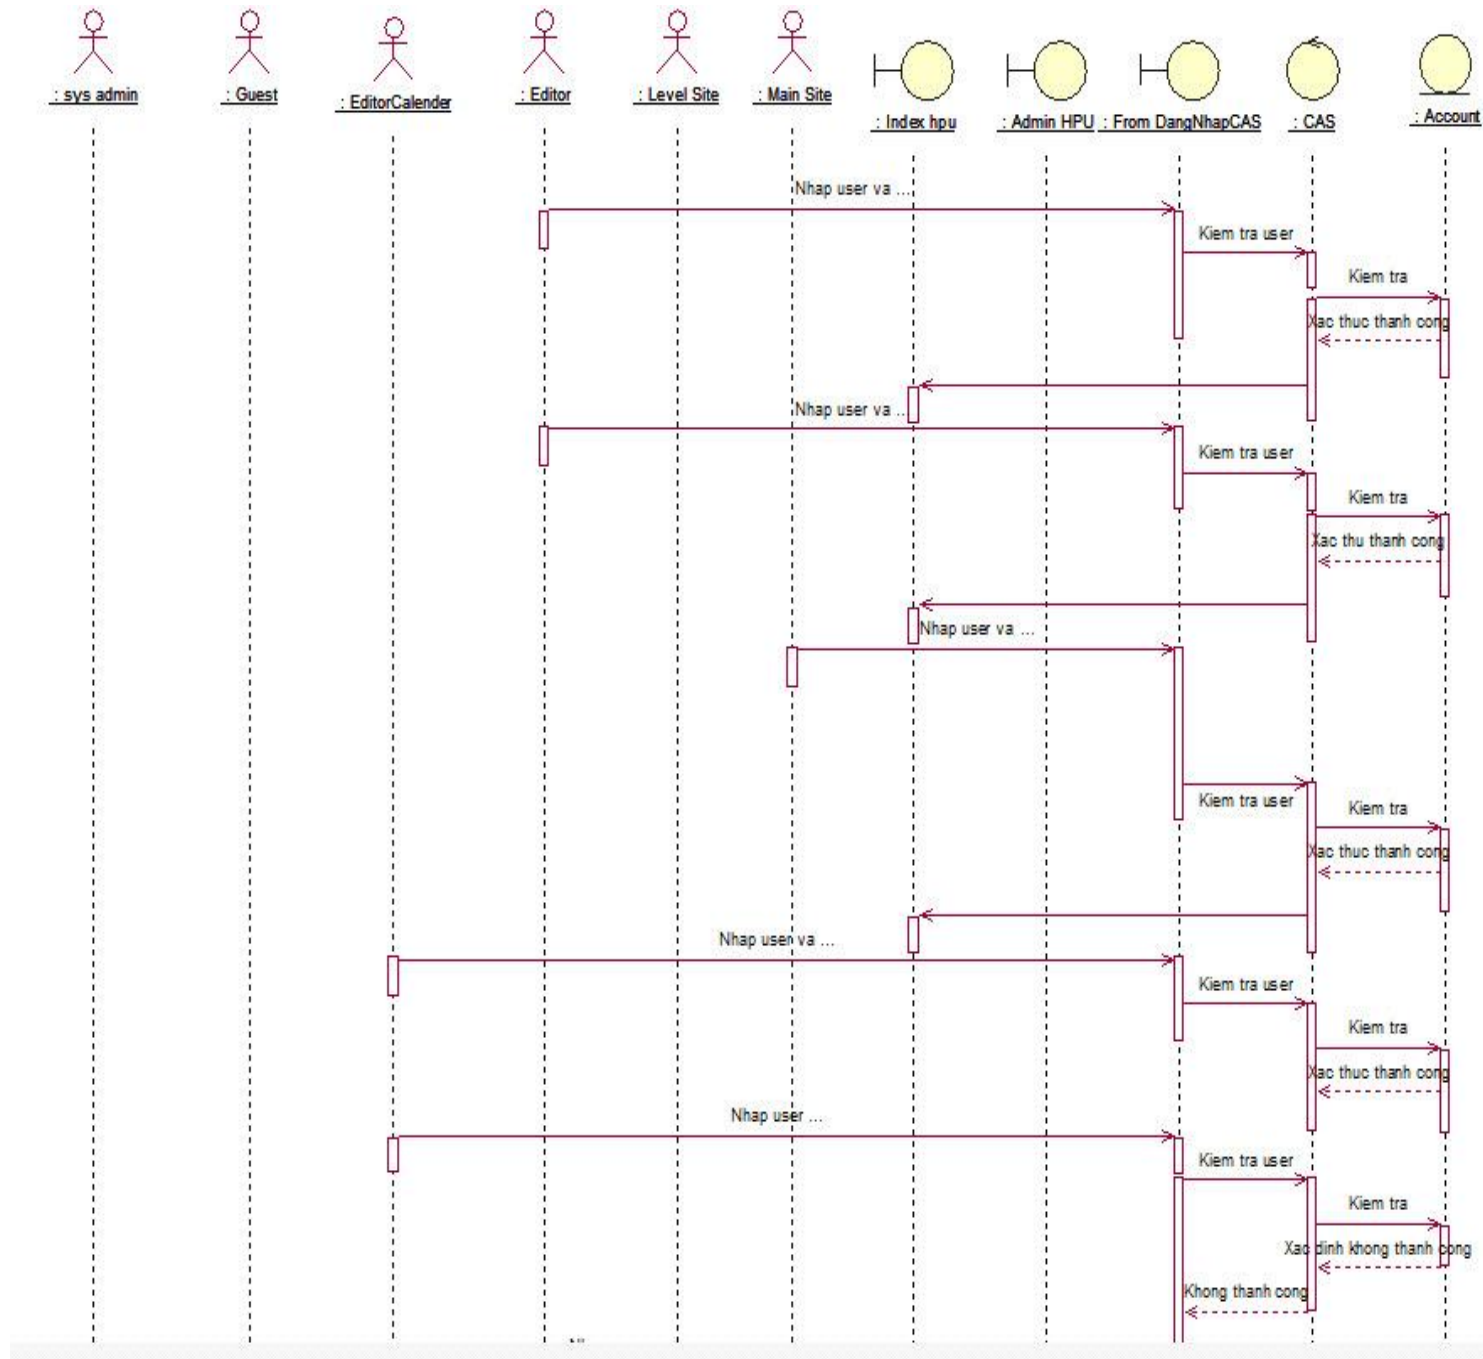 : sys admin
: Guest
: EditorCalender
: Editor
: Level Site
: Main Site
: Index hpu
: Admin HPU
: From DangNhapCAS
: CAS
: Account
Nhap user va ...
Kiem tra user
Kiem tra
Xac thuc thanh cong
Nhap user va ...
Kiem tra user
Kiem tra
Xac thu thanh cong
Nhap user va ...
Kiem tra user
Kiem tra
Xac thuc thanh cong
Nhap user va ...
Kiem tra user
Kiem tra
Xac thuc thanh cong
Nhap user ...
Kiem tra user
Kiem tra
Xac dinh khong thanh cong
Khong thanh cong